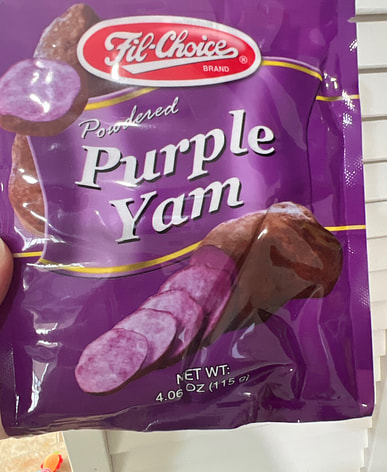 Fil-Choice ®
BRAND
Powdered
Purple
Yam
NET WT:
4.06 OZ (115 g)